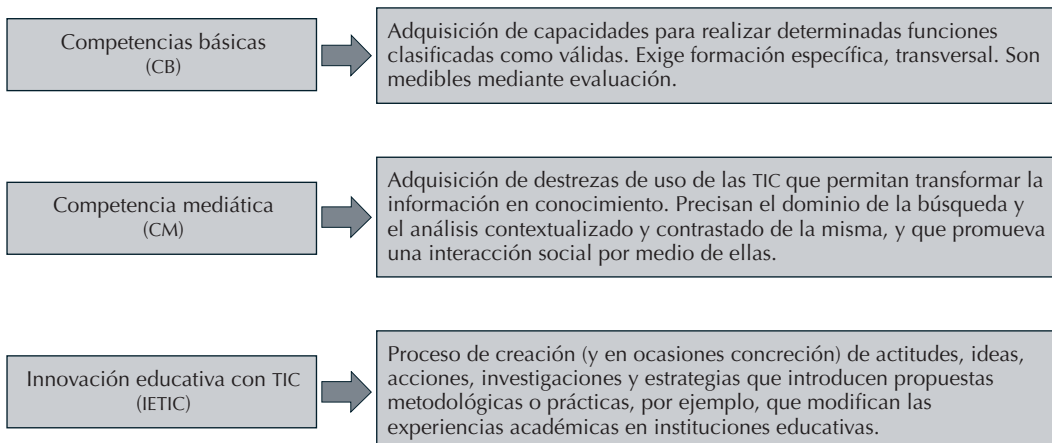 Competencias básicas
(CB)
Adquisición de capacidades para realizar determinadas funciones
clasificadas como válidas. Exige formación específica, transversal. Son
medibles mediante evaluación.
Competencia mediática
(CM)
Adquisición de destrezas de uso de las TIC que permitan transformar la
información en conocimiento. Precisan el dominio de la búsqueda y
el análisis contextualizado y contrastado de la misma, y que promueva
una interacción social por medio de ellas.
Innovación educativa con TIC
(IETIC)
Proceso de creación (y en ocasiones concreción) de actitudes, ideas,
acciones, investigaciones y estrategias que introducen propuestas
metodológicas o prácticas, por ejemplo, que modifican las
experiencias académicas en instituciones educativas.